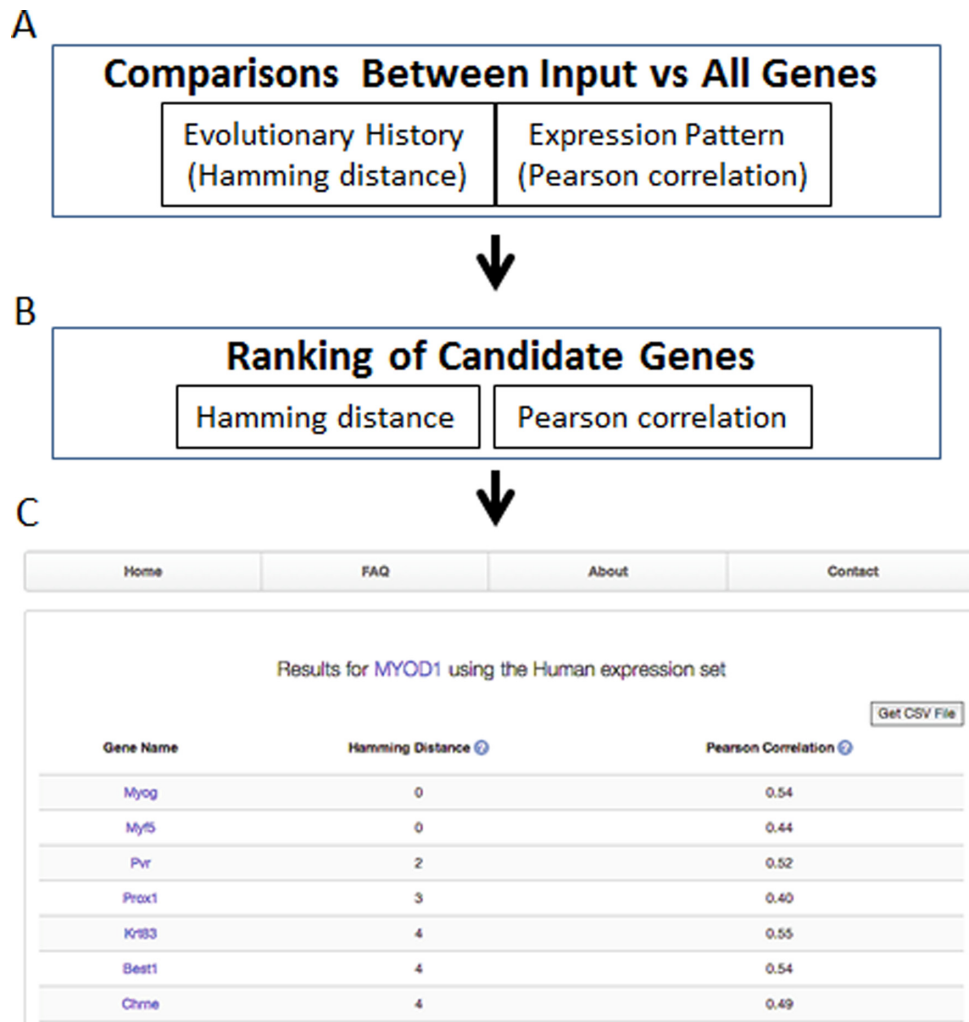 A
Comparisons Between Input vs All Genes
Evolutionary History
(Hamming distance)
Expression Pattern
(Pearson correlation)
B
Ranking of Candidate Genes
Hamming distance
Pearson correlation
C
Home FAQ About Contact
Results for MYOD1 using the Human expression set
Get CSV File
Gene Name Hamming Distance ? Pearson Correlation ?
Myog 0 0.54
Myf5 0 0.44
Pvr 2 0.52
Prox1 3 0.40
Krt83 4 0.55
Best1 4 0.54
Chrne 4 0.49